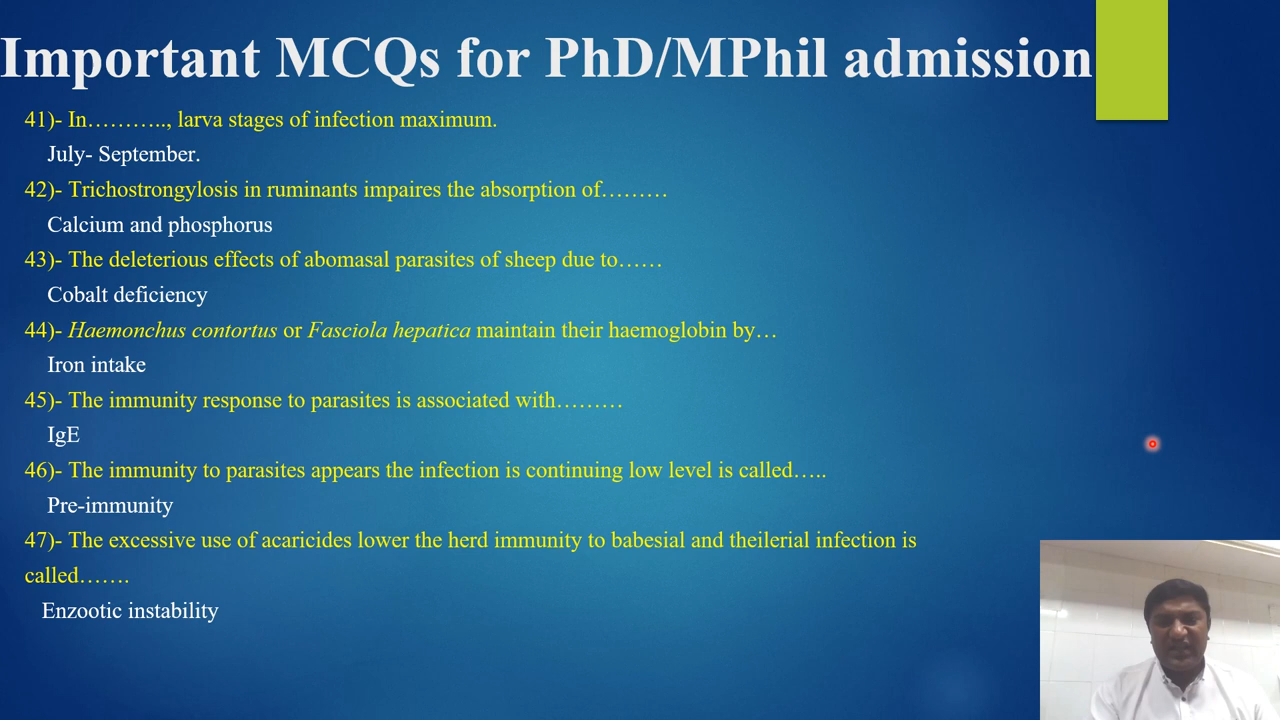 Important MCQs for PhD/MPhil admission
41)- In……….., larva stages of infection maximum.
July- September.
42)- Trichostrongylosis in ruminants impaires the absorption of………
Calcium and phosphorus
43)- The deleterious effects of abomasal parasites of sheep due to……
Cobalt deficiency
44)- Haemonchus contortus or Fasciola hepatica maintain their haemoglobin by…
Iron intake
45)- The immunity response to parasites is associated with………
IgE
46)- The immunity to parasites appears the infection is continuing low level is called…..
Pre-immunity
47)- The excessive use of acaricides lower the herd immunity to babesial and theilerial infection is
called…….
Enzootic instability